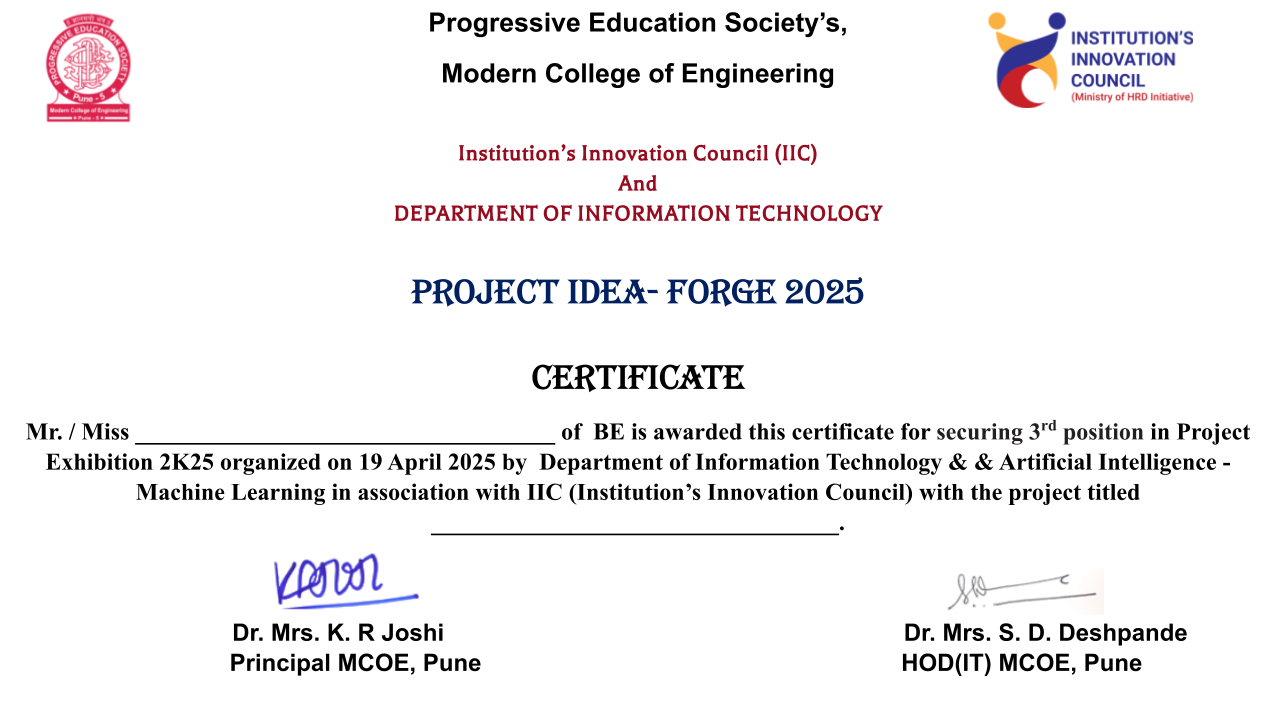 Progressive Education Society’s,
Modern College of Engineering
PROGRESSIVE EDUCATION SOCIETY
Pune - 5
Modern College of Engineering
Pune - 5
INSTITUTION’S
INNOVATION
COUNCIL
(Ministry of HRD Initiative)
Institution’s Innovation Council (IIC)
And
DEPARTMENT OF INFORMATION TECHNOLOGY
PROJECT IDEA- FORGE 2025
CERTIFICATE
Mr. / Miss ___________________________________ of BE is awarded this certificate for securing 3rd position in Project
Exhibition 2K25 organized on 19 April 2025 by Department of Information Technology & & Artificial Intelligence -
Machine Learning in association with IIC (Institution’s Innovation Council) with the project titled
__________________________________.
Dr. Mrs. K. R Joshi
Principal MCOE, Pune
Dr. Mrs. S. D. Deshpande
HOD(IT) MCOE, Pune